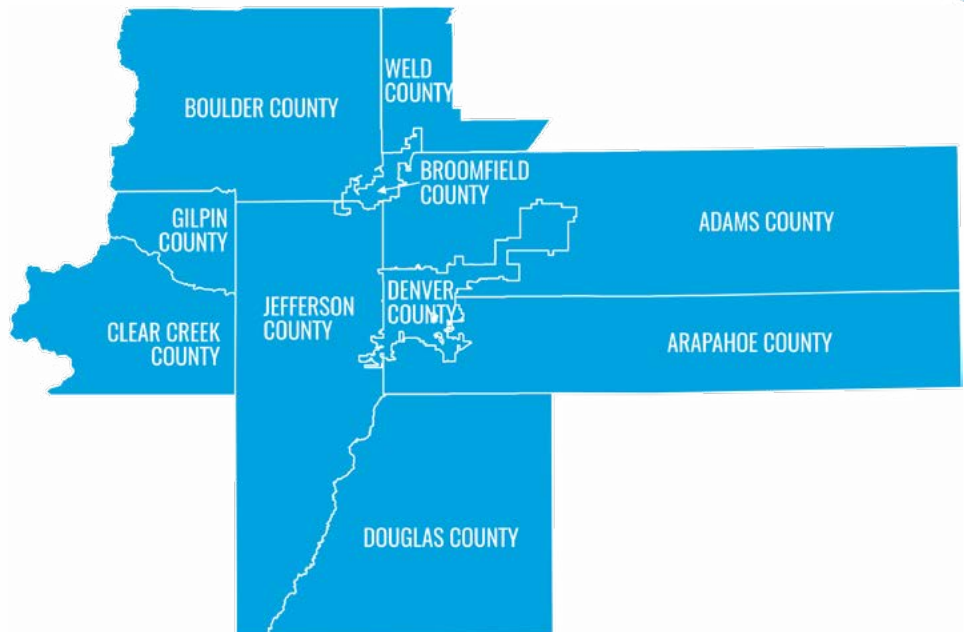 WELD
COUNTY
BOULDER COUNTY
BROOMFIELD
COUNTY
GILPIN
COUNTY
ADAMS COUNTY
DENVER
COUNTY
JEFFERSON
COUNTY
CLEAR CREEK
COUNTY
ARAPAHOE COUNTY
DOUGLAS COUNTY